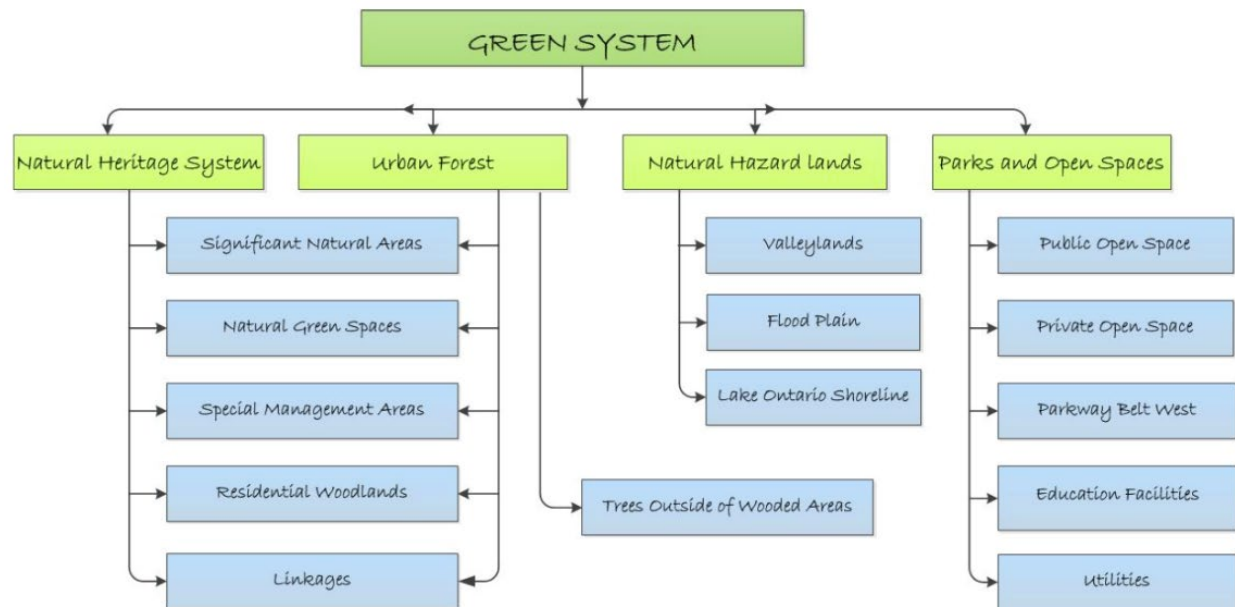 GREEN SYSTEM
Natural Heritage System
Urban Forest
Natural Hazard lands
Parks and Open Spaces
Significant Natural Areas
Valleylands
Public Open Space
Natural Green Spaces
Flood Plain
Private Open Space
Special Management Areas
Lake Ontario Shoreline
Parkway Belt West
Residential Woodlands
Trees Outside of Wooded Areas
Education Facilities
Linkages
Utilities